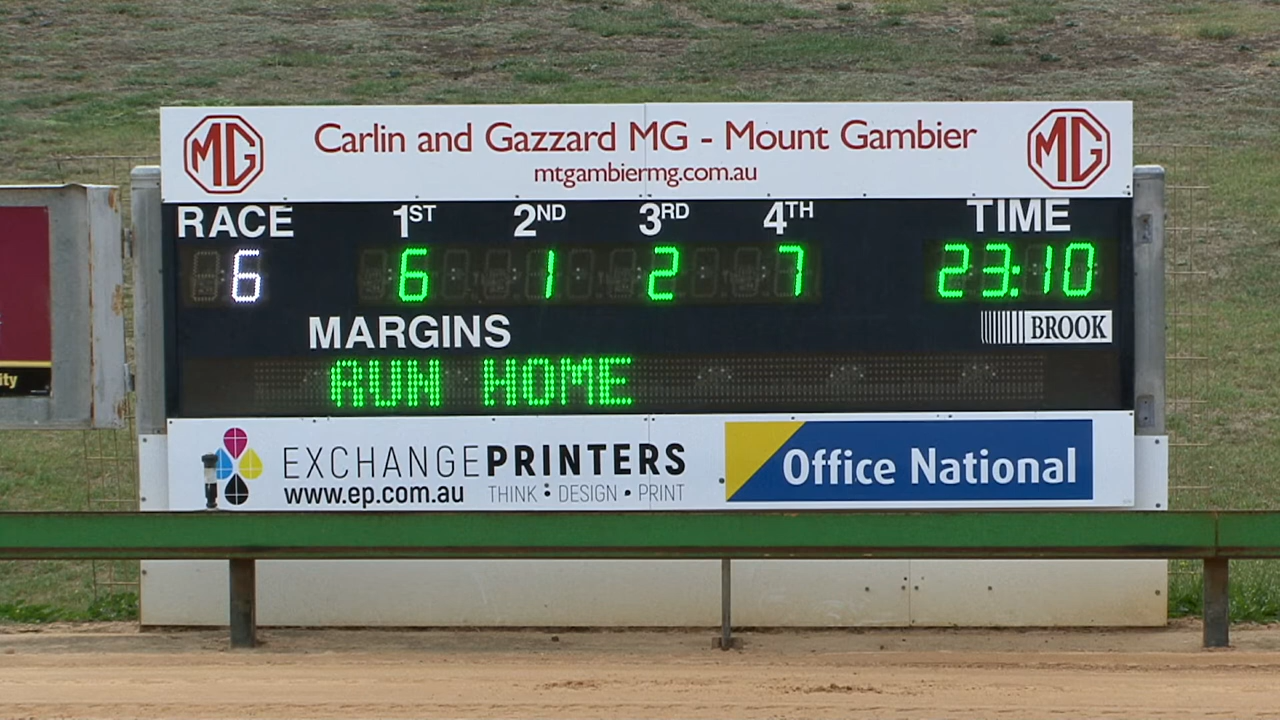 MG Carlin and Gazzard MG - Mount Gambier MG
mtgambiermg.com.au
RACE 1ST 2ND 3RD 4TH TIME
6 6 1 2 7 23:10
MARGINS BROOK
RUN HOME
EXCHANGEPRINTERS Office National
www.ep.com.au THINK : DESIGN • PRINT
ity